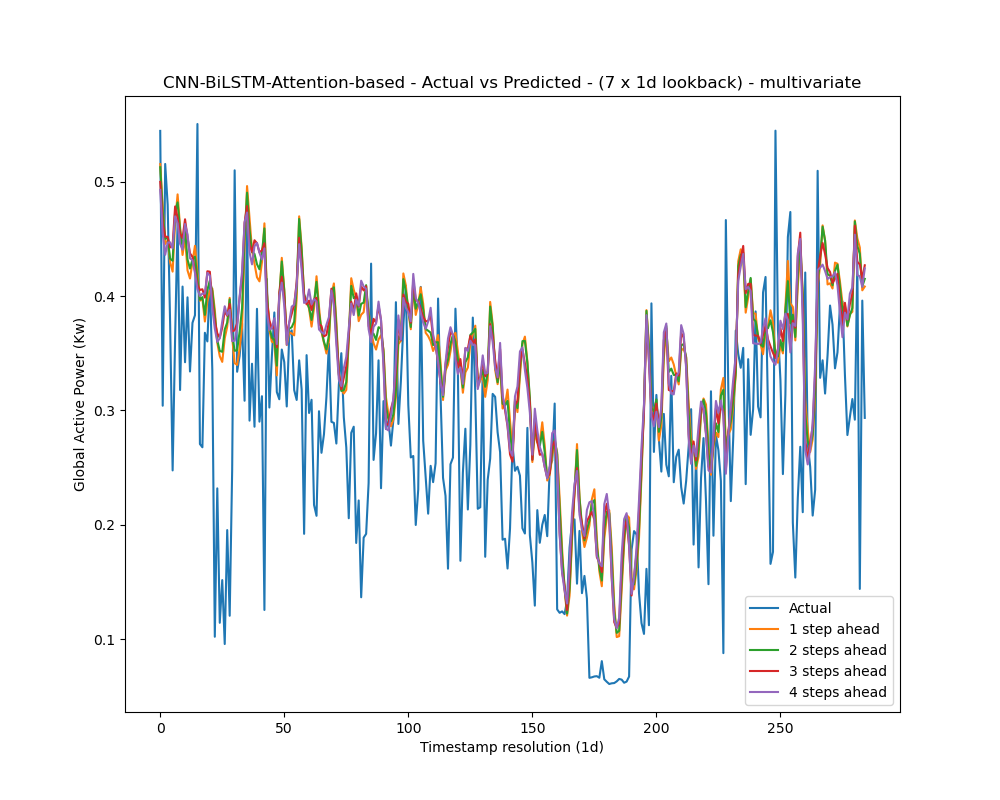 CNN-BiLSTM-Attention-based - Actual vs Predicted - (7 x 1d lookback) - multivariate
Global Active Power (Kw)
0.5
0.4
0.3
0.2
0.1
0 50 100 150 200 250
Timestamp resolution (1d)
Actual
1 step ahead
2 steps ahead
3 steps ahead
4 steps ahead